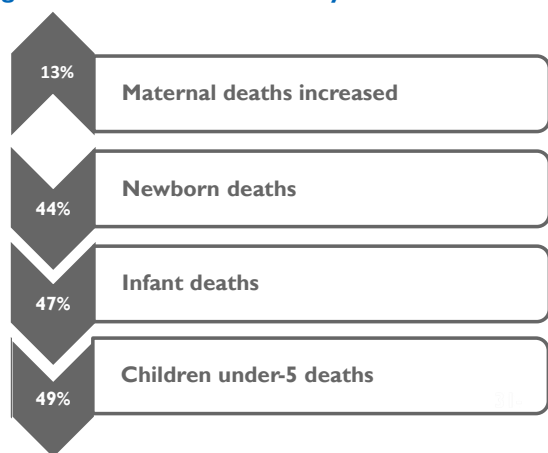 13%
Maternal deaths increased
Newborn deaths
44%
Infant deaths
47%
Children under-5 deaths
49%